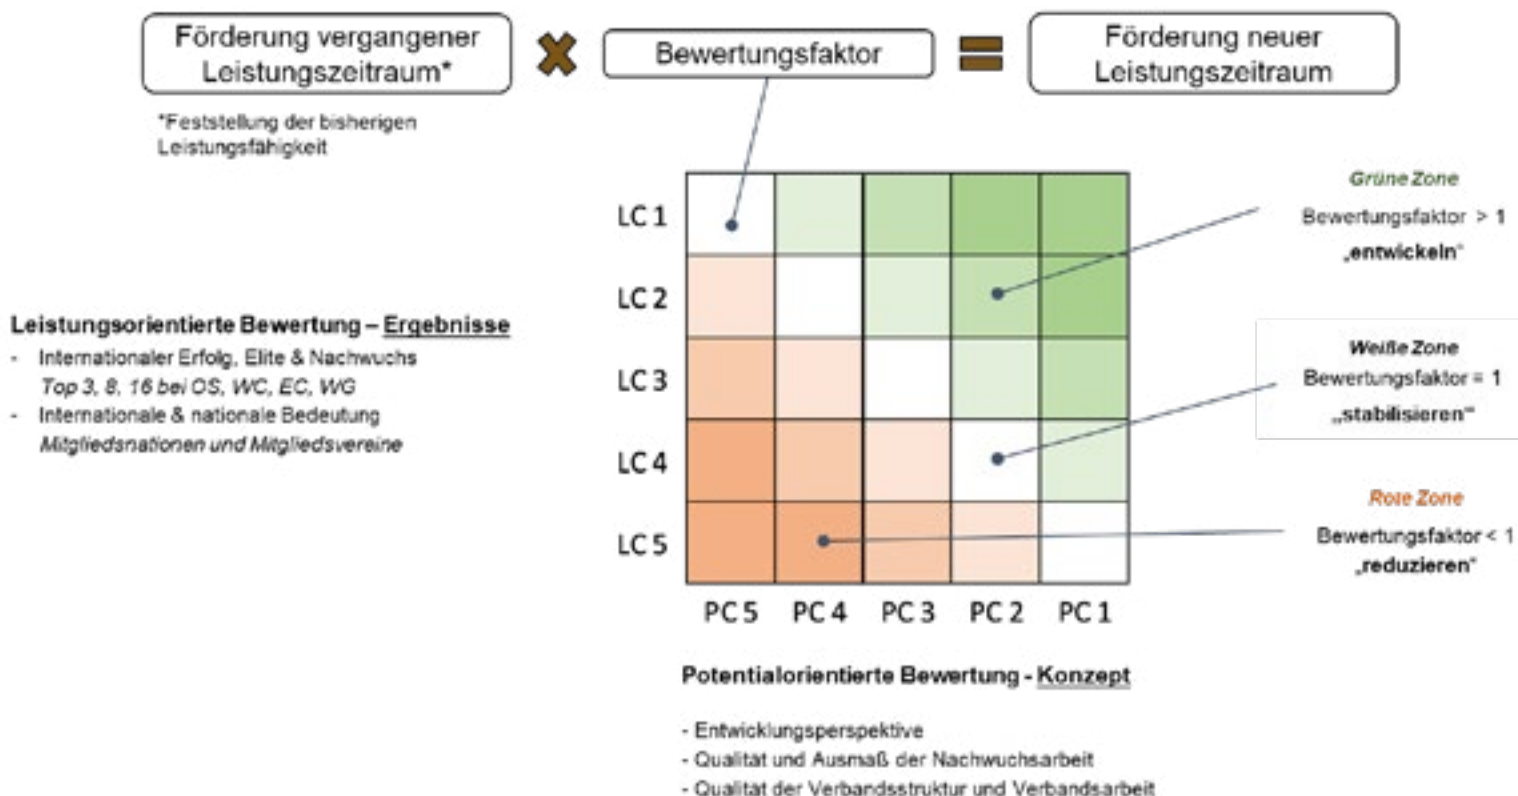 Förderung vergangener
Leistungszeitraum*
Bewertungsfaktor
Förderung neuer
Leistungszeitraum
*Feststellung der bisherigen
Leistungsfähigkeit
Leistungsorientierte Bewertung – Ergebnisse
- Internationaler Erfolg, Elite & Nachwuchs
Top 3, 8, 16 bei OS, WC, EC, WG
- Internationale & nationale Bedeutung
Mitgliedsnationen und Mitgliedsvereine
LC 1
LC 2
LC 3
LC 4
LC 5
PC 5 PC 4 PC 3 PC 2 PC 1
Grüne Zone
Bewertungsfaktor > 1
„entwickeln“
Weiße Zone
Bewertungsfaktor = 1
„stabilisieren“
Rote Zone
Bewertungsfaktor < 1
„reduzieren“
Potentialorientierte Bewertung - Konzept
- Entwicklungsperspektive
- Qualität und Ausmaß der Nachwuchsarbeit
- Qualität der Verbandsstruktur und Verbandsarbeit